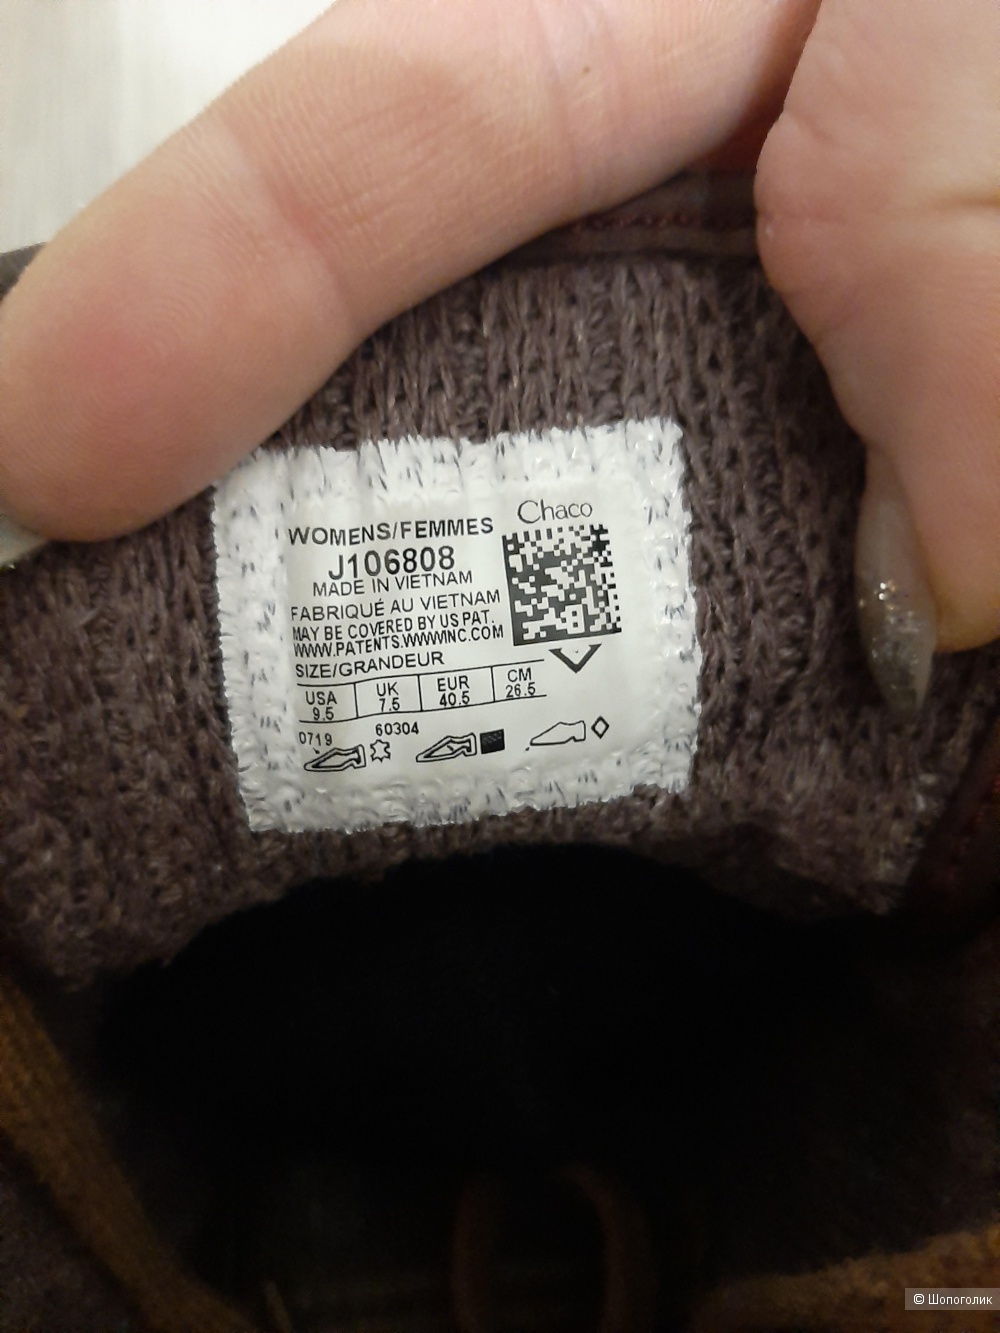 Chaco
WOMENS/FEMMES
J106808
MADE IN VIETNAM
FABRIQUÉ AU VIETNAM
MAY BE COVERED BY US PAT.
WWW.PATENTS.WWWINC.COM
SIZE/GRANDEUR
USA UK EUR CM
9.5 7.5 40.5 26.5
0719 60304
© Шопоголик